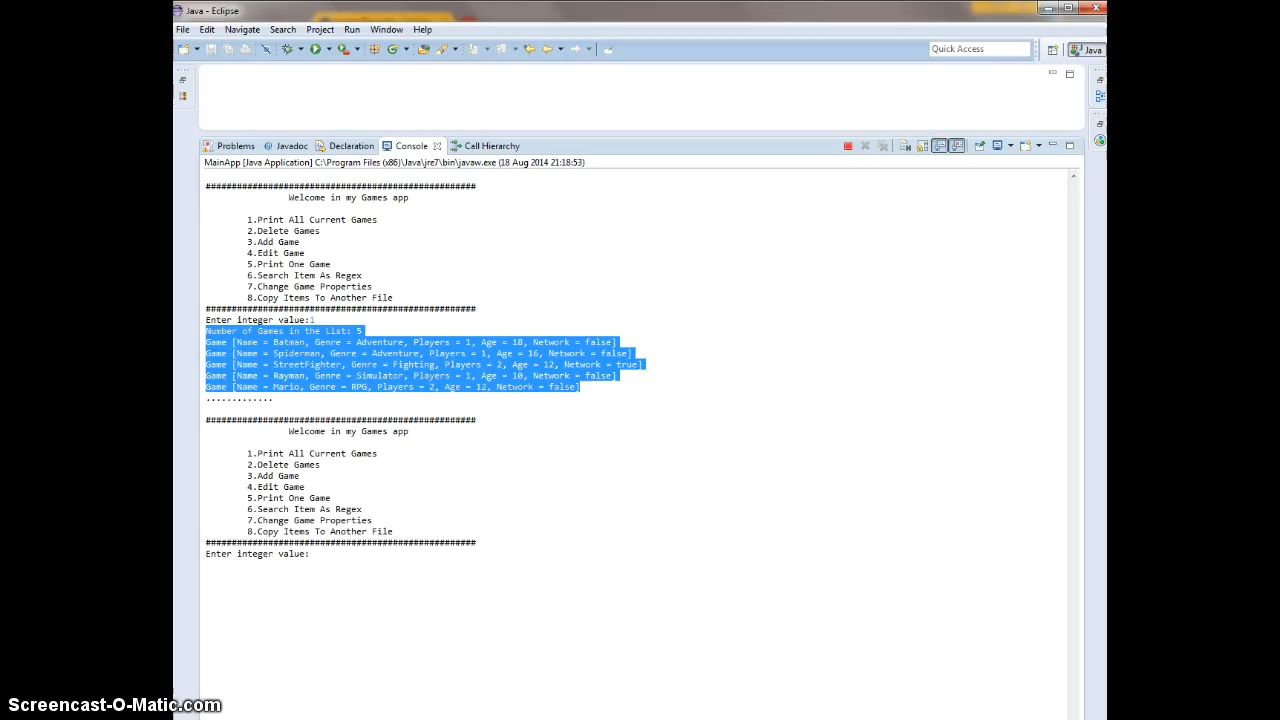 Java - Eclipse
File Edit Navigate Search Project Run Window Help
Quick Access
Java
Problems @ Javadoc Declaration Console Call Hierarchy
MainApp [Java Application] C:\Program Files (x86)\Java\jre7\bin\javaw.exe (18 Aug 2014 21:18:53)
####################################################
Welcome in my Games app
1.Print All Current Games
2.Delete Games
3.Add Game
4.Edit Game
5.Print One Game
6.Search Item As Regex
7.Change Game Properties
8.Copy Items To Another File
####################################################
Enter integer value:1
Number of Games in the List: 5
Game [Name = Batman, Genre = Adventure, Players = 1, Age = 18, Network = false]
Game [Name = Spiderman, Genre = Adventure, Players = 1, Age = 16, Network = false]
Game [Name = StreetFighter, Genre = Fighting, Players = 2, Age = 12, Network = true]
Game [Name = Rayman, Genre = Simulator, Players = 1, Age = 10, Network = false]
Game [Name = Mario, Genre = RPG, Players = 2, Age = 12, Network = false]
.............
####################################################
Welcome in my Games app
1.Print All Current Games
2.Delete Games
3.Add Game
4.Edit Game
5.Print One Game
6.Search Item As Regex
7.Change Game Properties
8.Copy Items To Another File
####################################################
Enter integer value:
Screencast-O-Matic.com